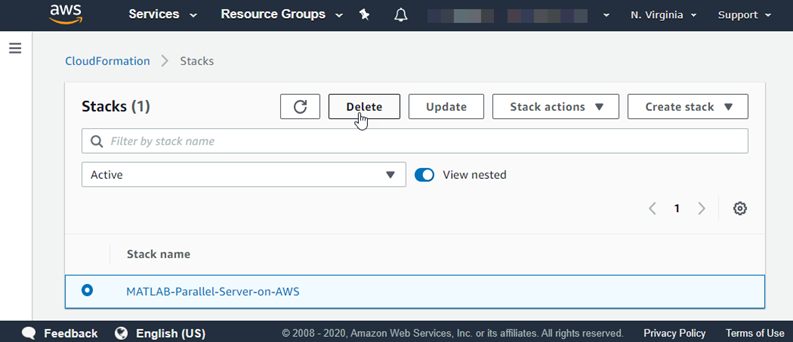 aws Services Resource Groups N. Virginia Support
CloudFormation Stacks
Stacks (1) Delete Update Stack actions Create stack
Filter by stack name
Active View nested
1
Stack name
MATLAB-Parallel-Server-on-AWS
Feedback English (US) © 2008 - 2020, Amazon Web Services, Inc. or its affiliates. All rights reserved. Privacy Policy Terms of Use